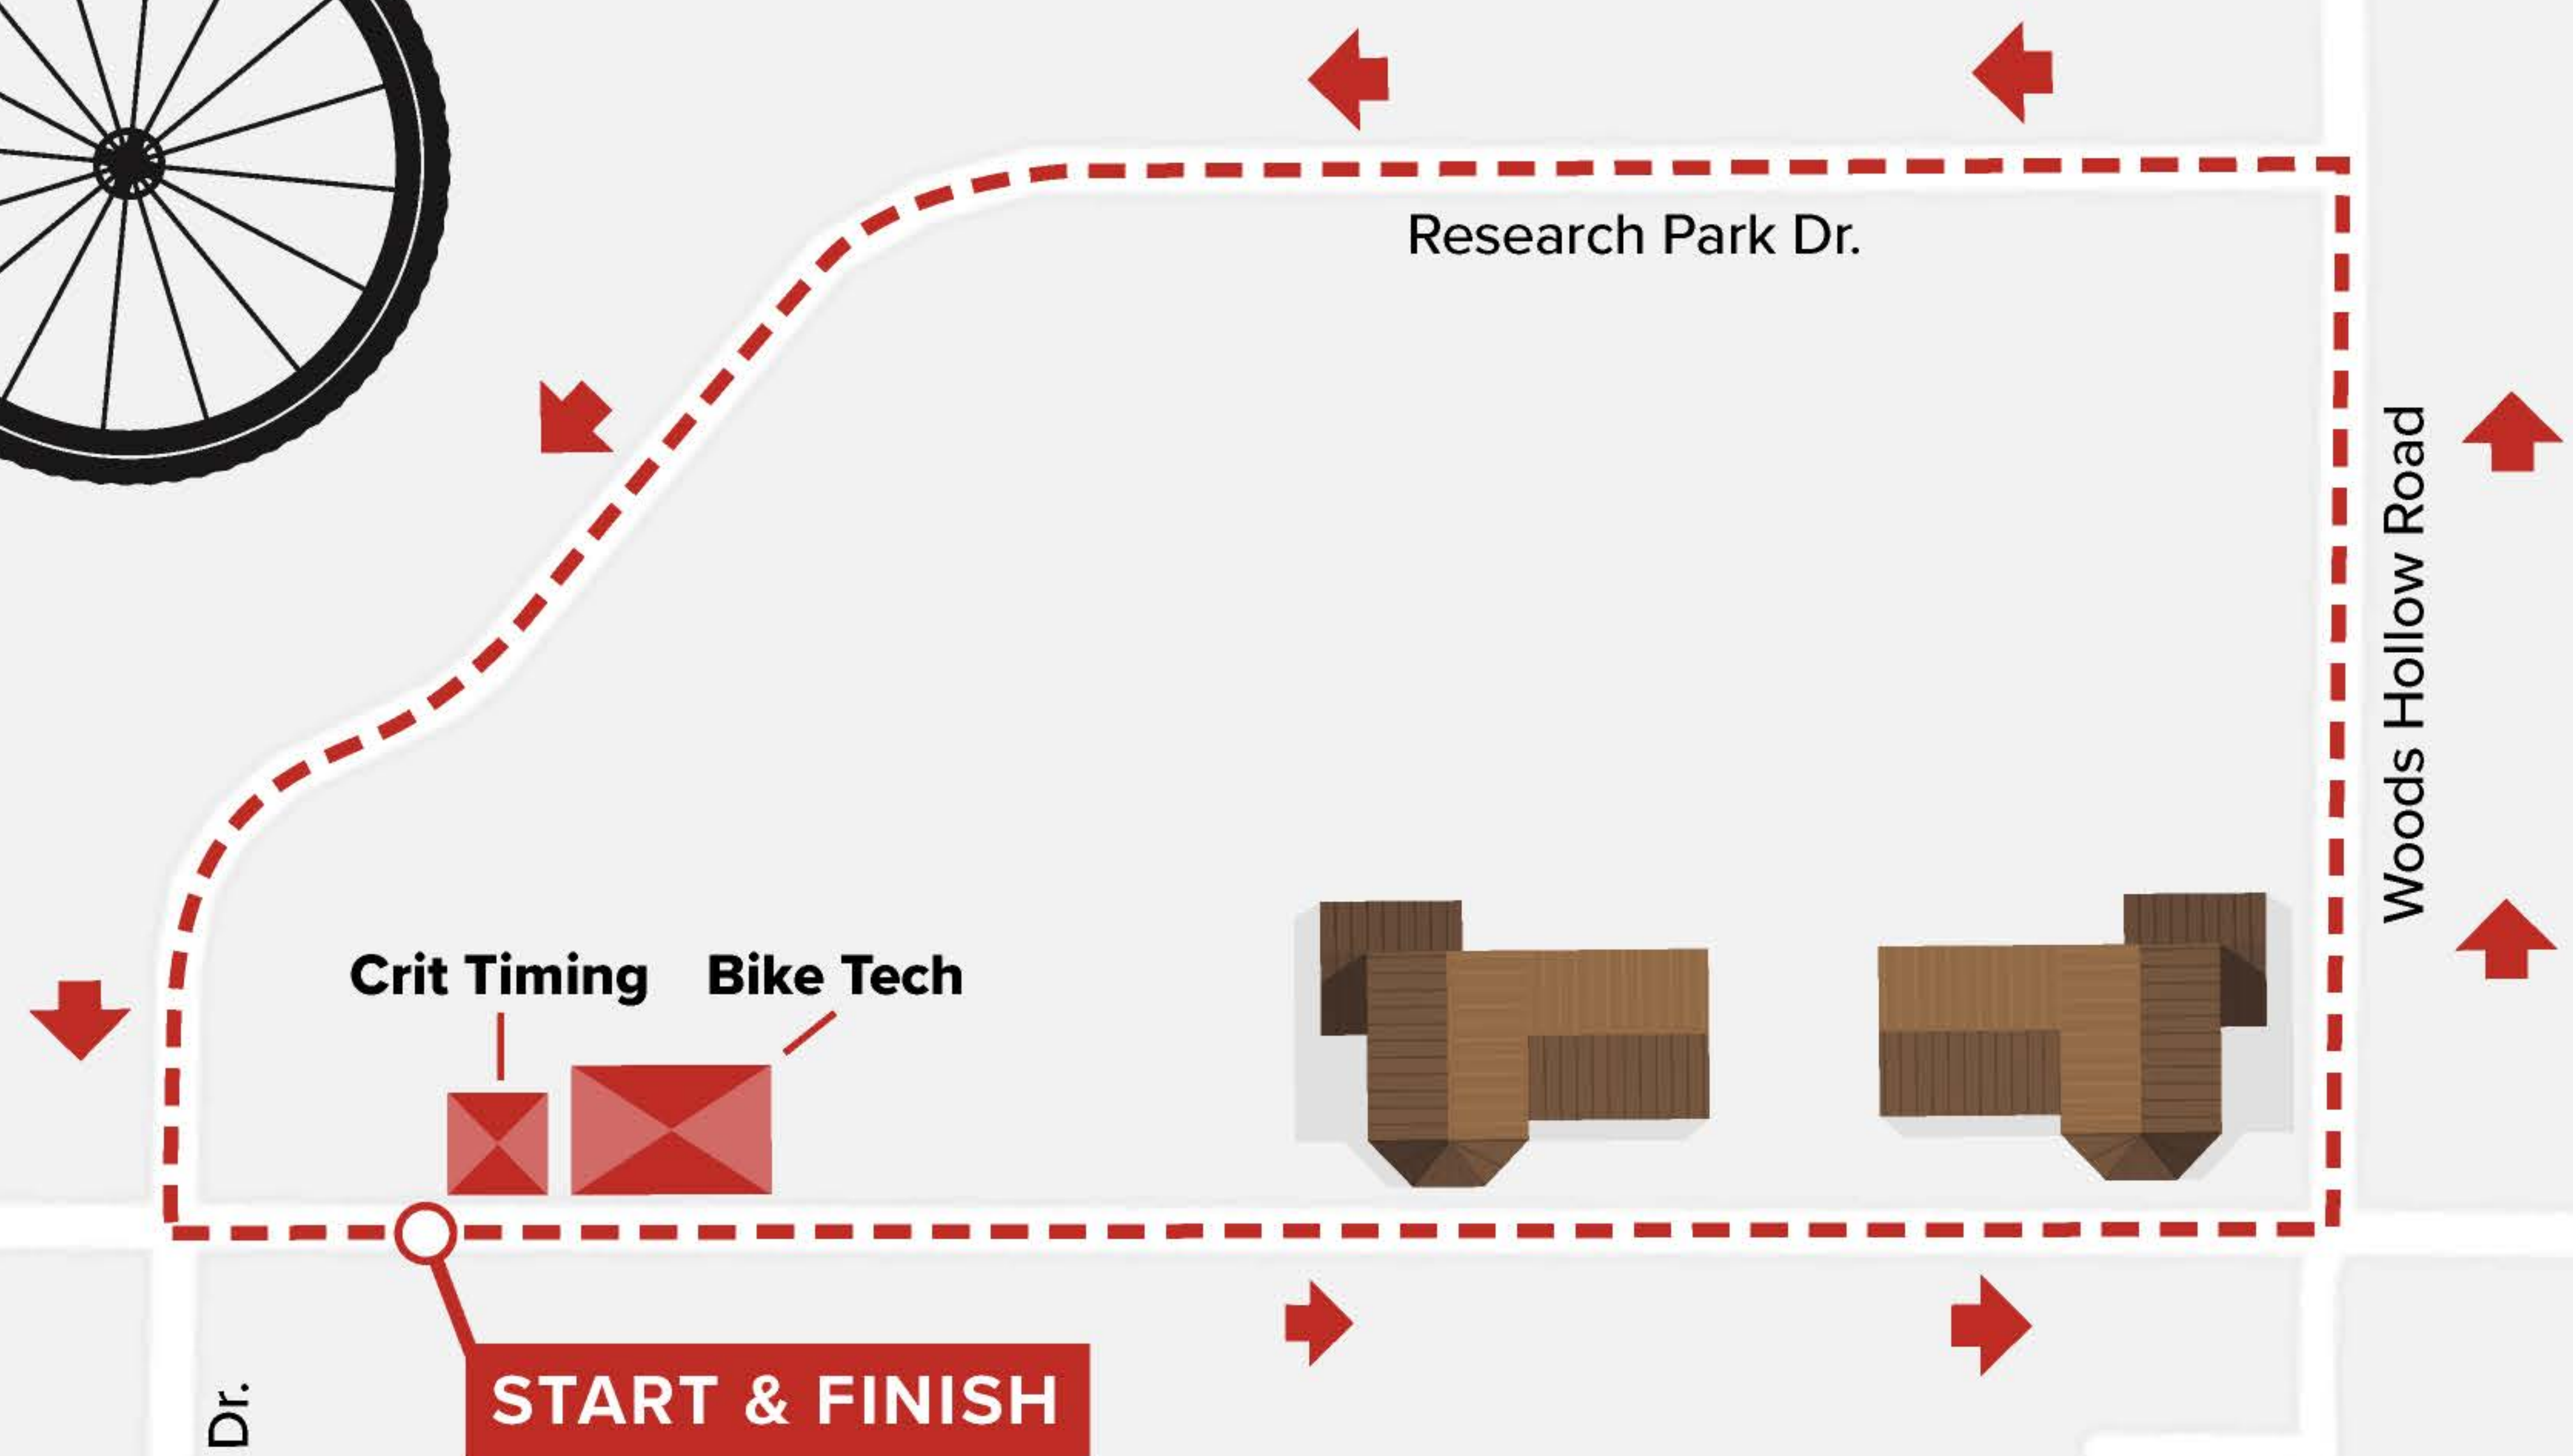 Research Park Dr.
Woods Hollow Road
Crit Timing
Bike Tech
START & FINISH
Dr.